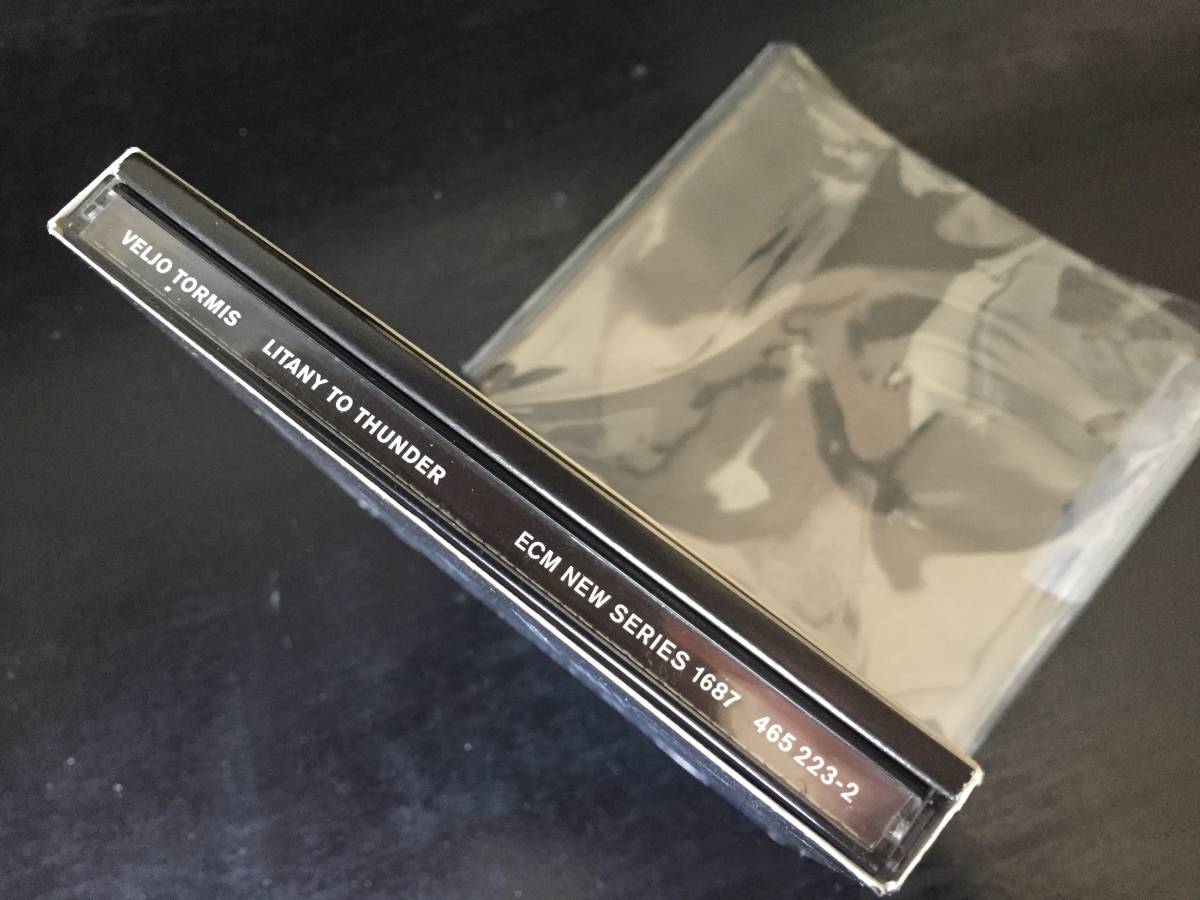 VELJO TORMIS LITANY TO THUNDER ECM NEW SERIES 1687 465 223-2